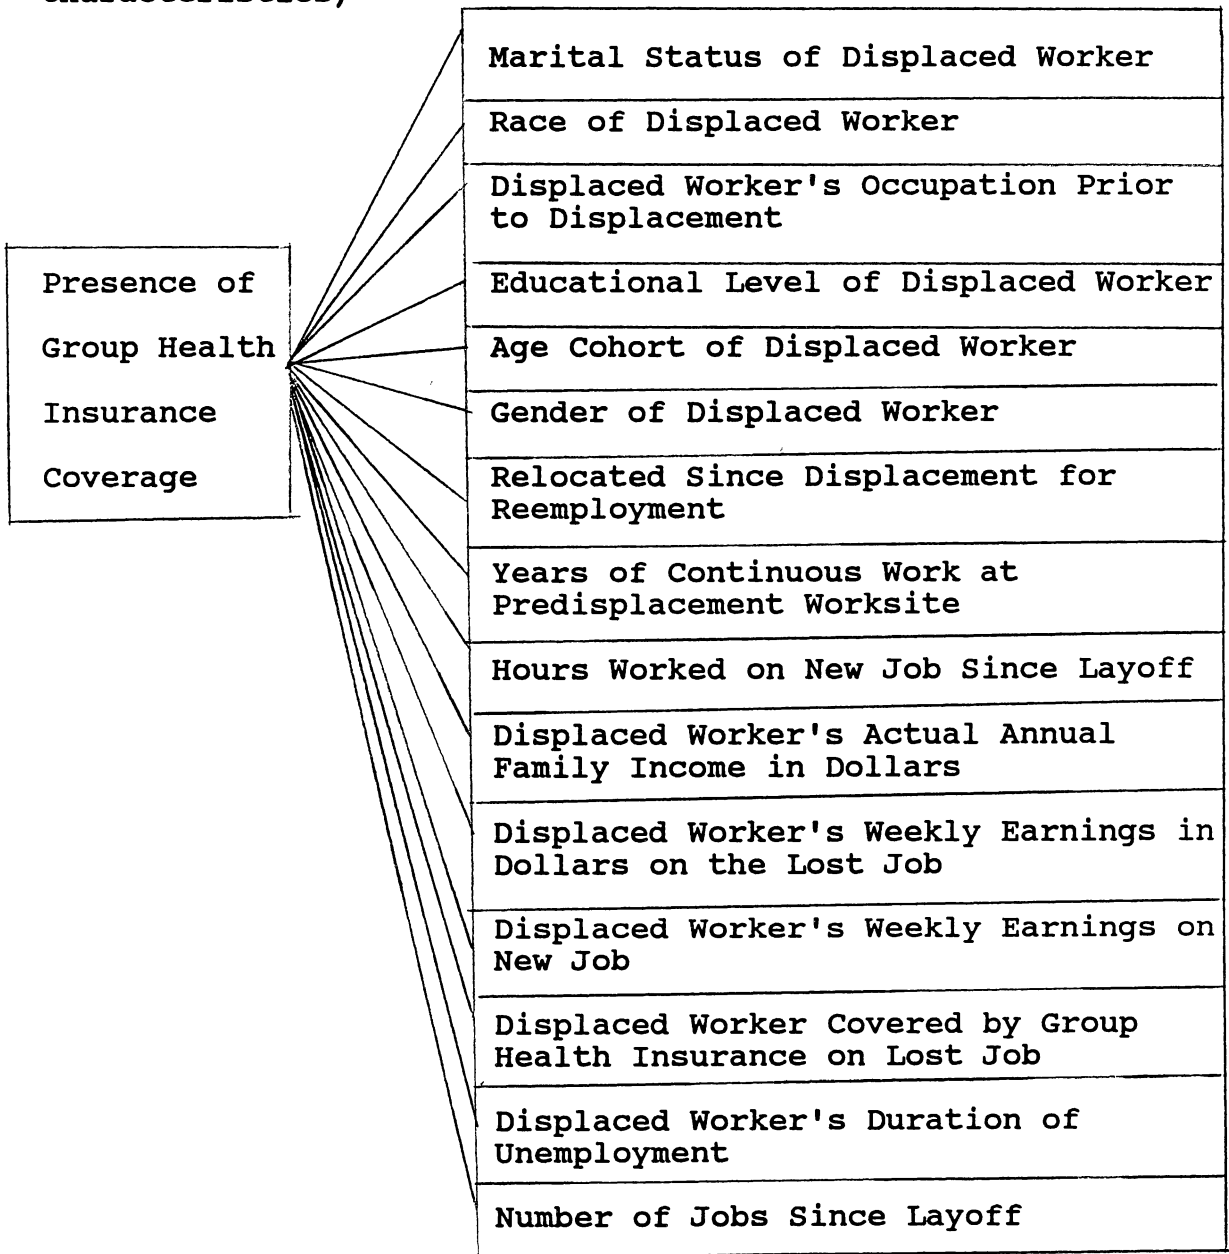 Presence of
Group Health
Insurance
Coverage
Marital Status of Displaced Worker
Race of Displaced Worker
Displaced Worker's Occupation Prior
to Displacement
Educational Level of Displaced Worker
Age Cohort of Displaced Worker
Gender of Displaced Worker
Relocated Since Displacement for
Reemployment
Years of Continuous Work at
Predisplacement Worksite
Hours Worked on New Job Since Layoff
Displaced Worker's Actual Annual
Family Income in Dollars
Displaced Worker's Weekly Earnings in
Dollars on the Lost Job
Displaced Worker's Weekly Earnings on
New Job
Displaced Worker Covered by Group
Health Insurance on Lost Job
Displaced Worker's Duration of
Unemployment
Number of Jobs Since Layoff